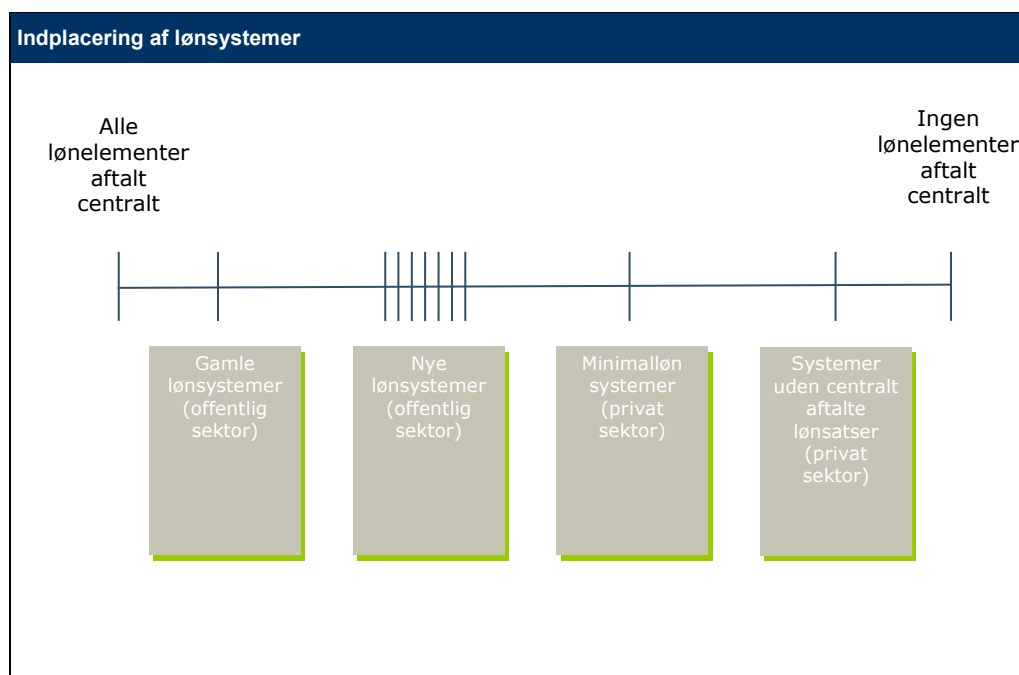 Indplacering af lønsystemer
Alle
lønelementer
aftalt
centralt
Ingen
lønelementer
aftalt
centralt
Gamle
lønsystemer
(offentlig
sektor)
Nye
lønsystemer
(offentlig
sektor)
Minimalløn
systemer
(privat
sektor)
Systemer
uden centralt
aftalte
lønsatser
(privat
sektor)